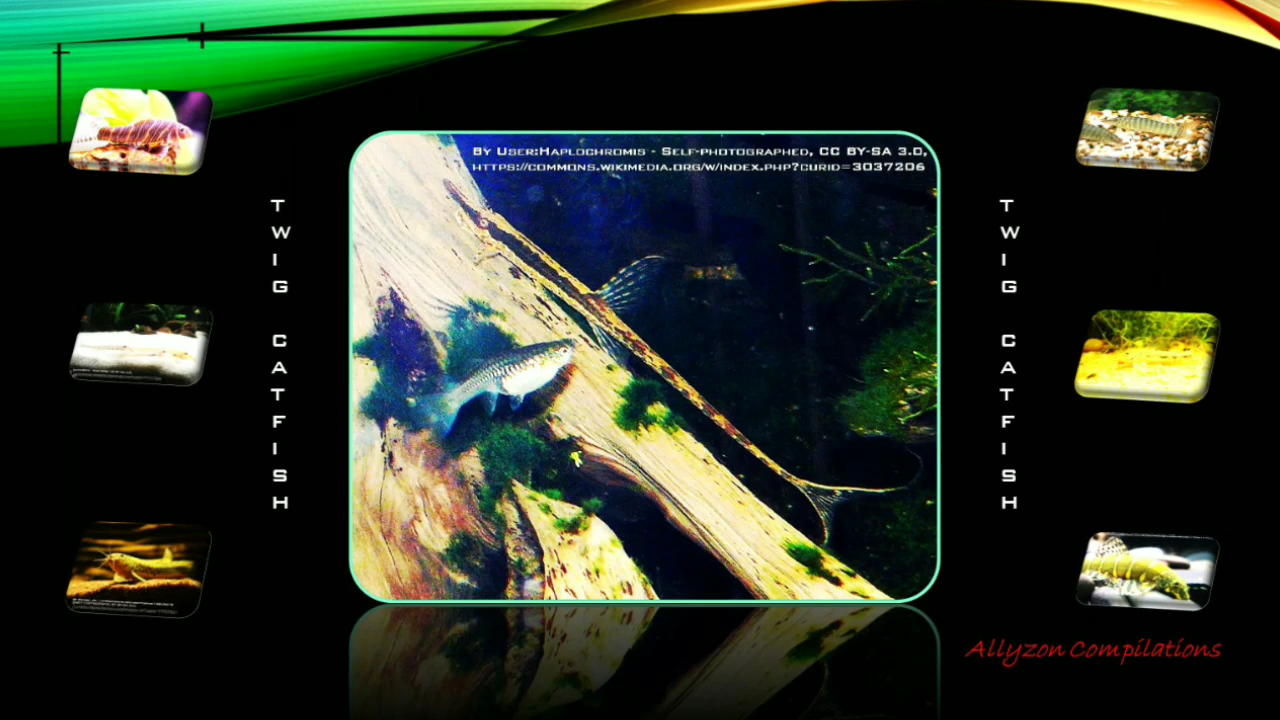 By User:Haplochromis - Self-photographed, CC BY-SA 3.0,
https://commons.wikimedia.org/w/index.php?curid=3037206
TWIG CATFISH
TWIG CATFISH
Allyzon Compilations